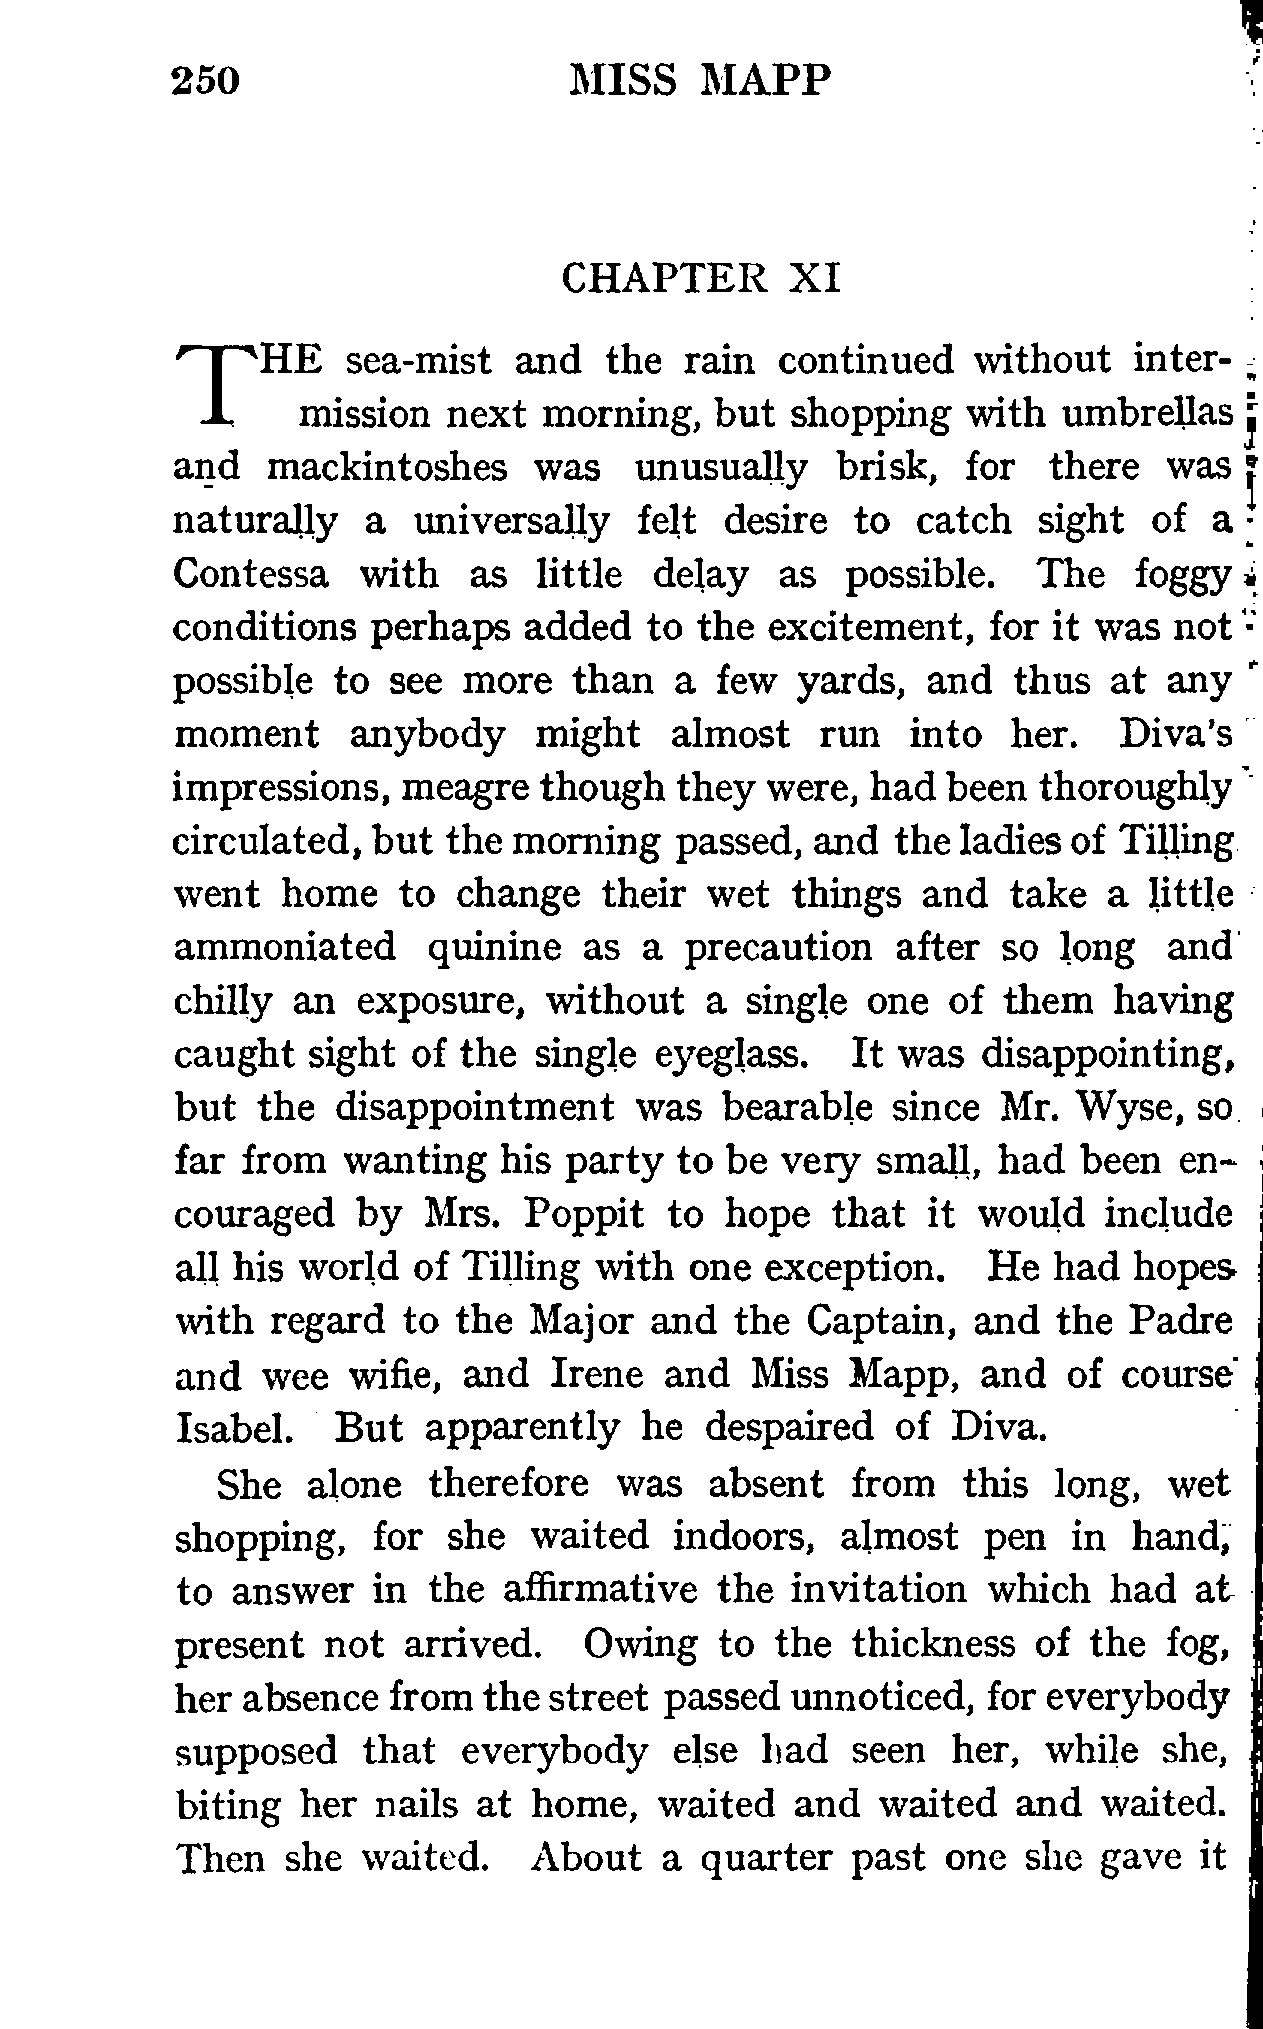 250 MISS MAPP
CHAPTER XI
THE sea-mist and the rain continued without inter-
mission next morning, but shopping with umbrellas
and mackintoshes was unusually brisk, for there was
naturally a universally felt desire to catch sight of a
Contessa with as little delay as possible. The foggy
conditions perhaps added to the excitement, for it was not
possible to see more than a few yards, and thus at any
moment anybody might almost run into her. Diva's
impressions, meagre though they were, had been thoroughly
circulated, but the morning passed, and the ladies of Tilling
went home to change their wet things and take a little
ammoniated quinine as a precaution after so long and
chilly an exposure, without a single one of them having
caught sight of the single eyeglass. It was disappointing,
but the disappointment was bearable since Mr. Wyse, so
far from wanting his party to be very small, had been en-
couraged by Mrs. Poppit to hope that it would include
all his world of Tilling with one exception. He had hopes
with regard to the Major and the Captain, and the Padre
and wee wifie, and Irene and Miss Mapp, and of course
Isabel. But apparently he despaired of Diva.
She alone therefore was absent from this long, wet
shopping, for she waited indoors, almost pen in hand,
to answer in the affirmative the invitation which had at
present not arrived. Owing to the thickness of the fog,
her absence from the street passed unnoticed, for everybody
supposed that everybody else had seen her, while she,
biting her nails at home, waited and waited and waited.
Then she waited. About a quarter past one she gave it